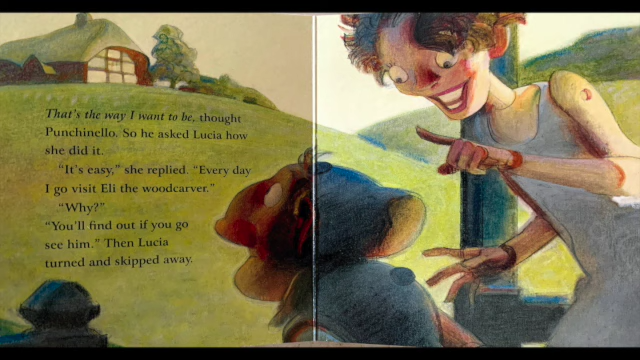 That's the way I want to be, thought
Punchinello. So he asked Lucia how
she did it.
"It's easy," she replied. "Every day
I go visit Eli the woodcarver."
"Why?"
"You'll find out if you go
see him." Then Lucia
turned and skipped away.